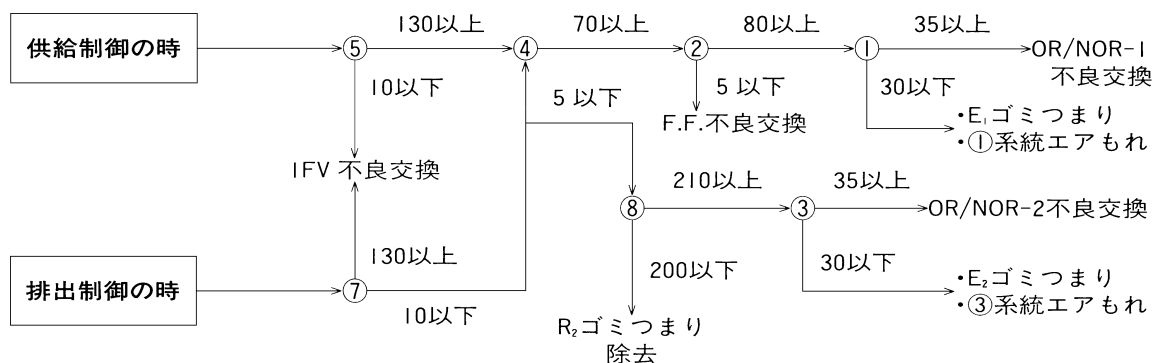 供給制御の時
⑤
130以上
④
70以上
②
80以上
①
35以上
OR/NOR-1
不良交換
10以下
5 以下
5 以下
F.F.不良交換
30以下
・E₁ゴミつまり
・①系統エアもれ
IFV 不良交換
⑧
210以上
③
35以上
OR/NOR-2不良交換
排出制御の時
⑦
130以上
10以下
200以下
R₂ゴミつまり
除去
30以下
・E₂ゴミつまり
・③系統エアもれ